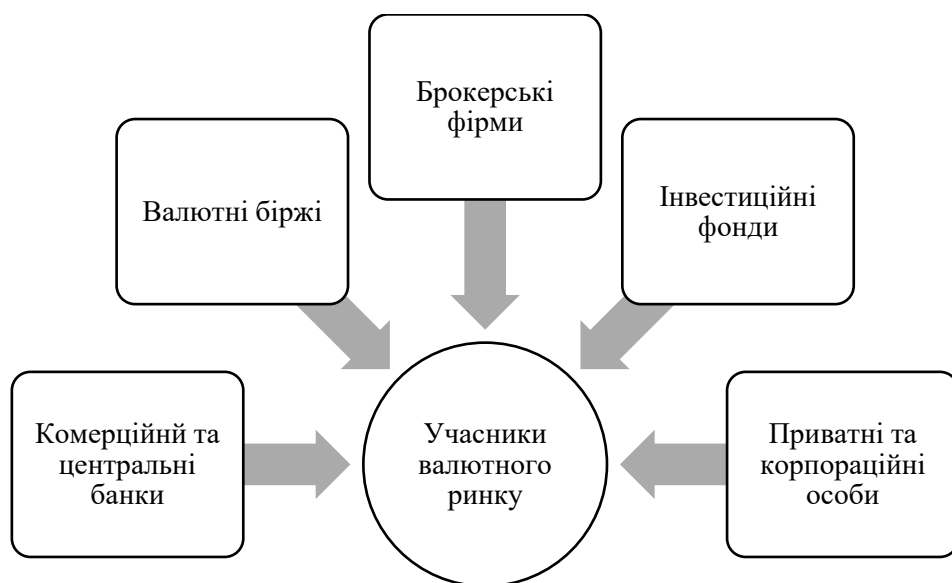 Брокерські
фірми
Валютні біржі
Інвестиційні
фонди
Комерційнй та
центральні
банки
Учасники
валютного
ринку
Приватні та
корпораційні
особи